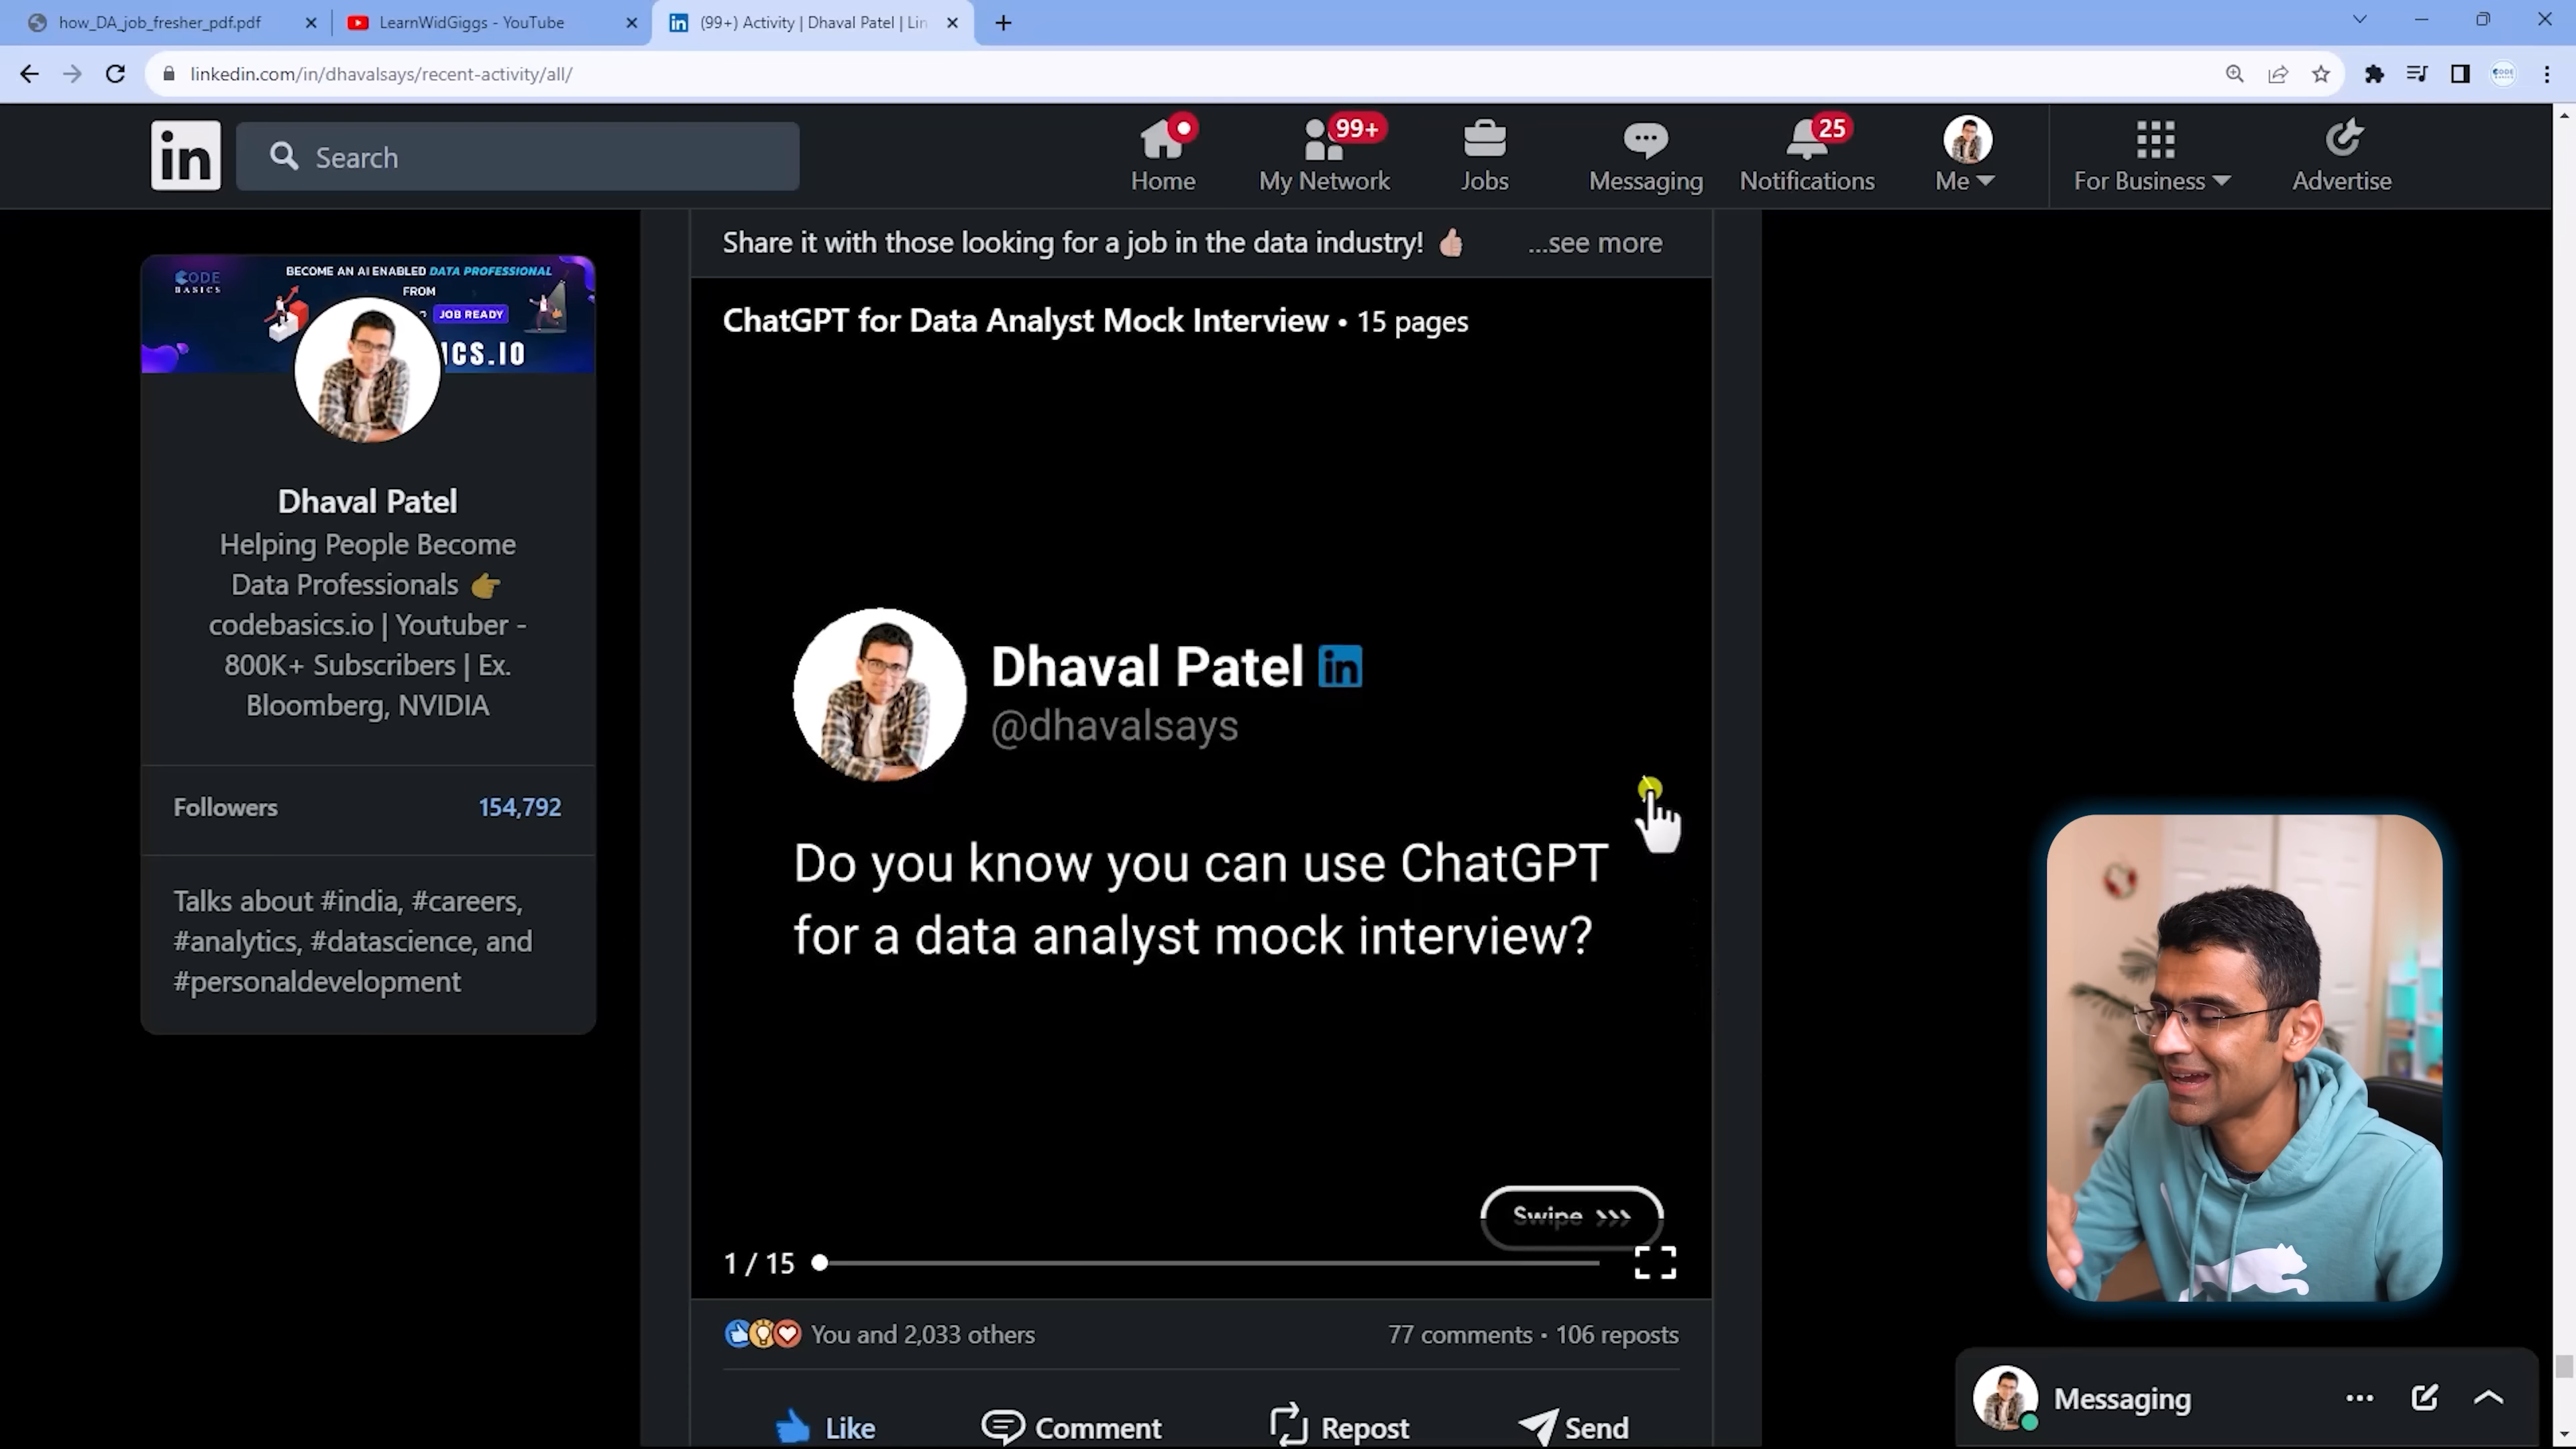 how_DA_job_fresher_pdf.pdf
LearnWidGiggs - YouTube
(99+) Activity | Dhaval Patel | Lin
linkedin.com/in/dhavalsays/recent-activity/all/
in
Search
Home
99+
My Network
Jobs
Messaging
25
Notifications
Me
For Business
Advertise
CODE
BASICS
BECOME AN AI ENABLED DATA PROFESSIONAL
FROM
JOB READY
ICS.IO
Dhaval Patel
Helping People Become
Data Professionals 👉
codebasics.io | Youtuber -
800K+ Subscribers | Ex.
Bloomberg, NVIDIA
Followers 154,792
Talks about #india, #careers,
#analytics, #datascience, and
#personaldevelopment
Share it with those looking for a job in the data industry! 👍 ...see more
ChatGPT for Data Analyst Mock Interview • 15 pages
Dhaval Patel in
@dhavalsays
Do you know you can use ChatGPT
for a data analyst mock interview?
Swipe >>>
1 / 15
You and 2,033 others
77 comments • 106 reposts
Like
Comment
Repost
Send
Messaging